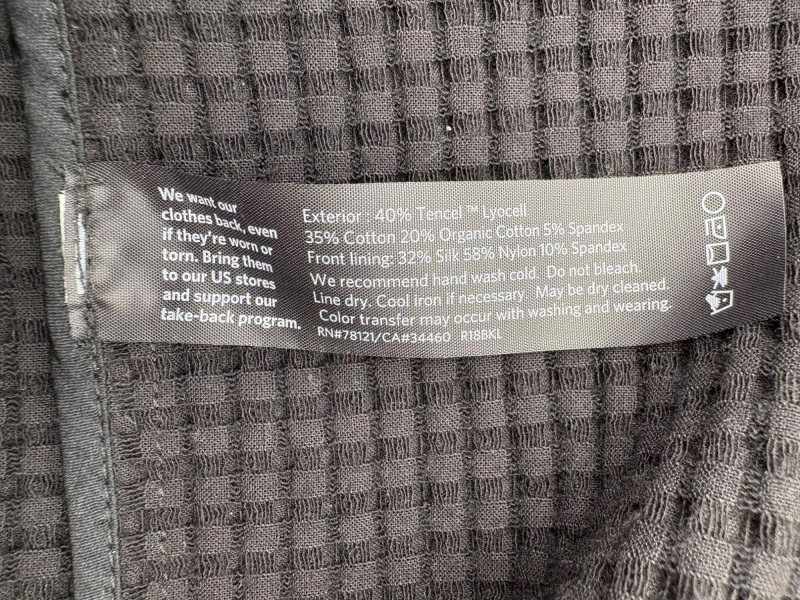 We want our
clothes back, even
if they're worn or
torn. Bring them
to our US stores
and support our
take-back program.
Exterior : 40% Tencel ™ Lyocell
35% Cotton 20% Organic Cotton 5% Spandex
Front lining: 32% Silk 58% Nylon 10% Spandex
We recommend hand wash cold. Do not bleach.
Line dry. Cool iron if necessary. May be dry cleaned.
Color transfer may occur with washing and wearing.
RN#78121/CA#34460 R18BKL